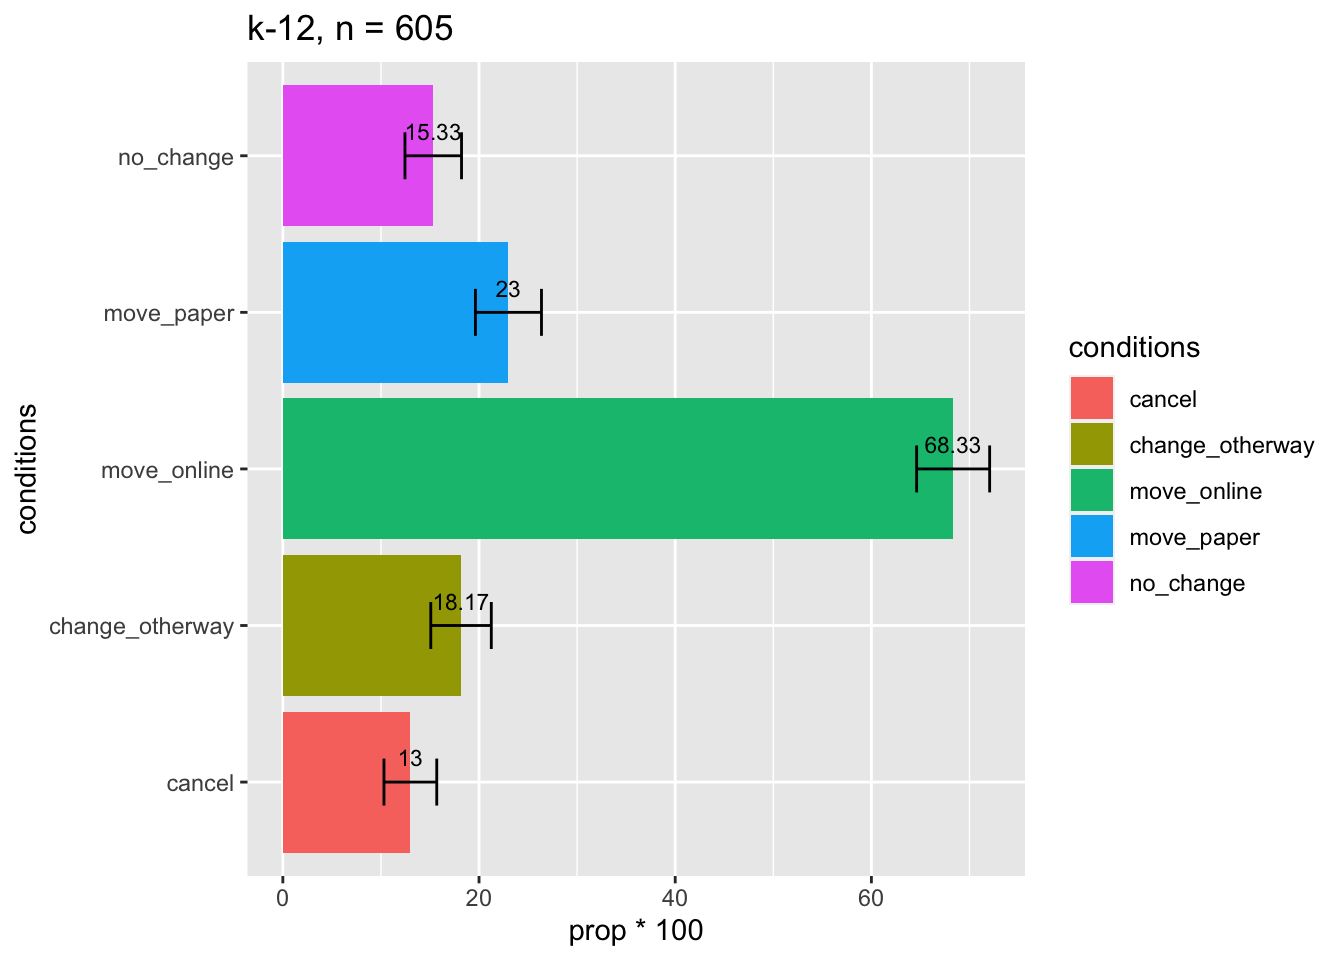 k-12, n = 605
no_change
move_paper
move_online
change_otherway
cancel
conditions
15.33
23
68.33
18.17
13
0 20 40 60
prop * 100
conditions
cancel
change_otherway
move_online
move_paper
no_change